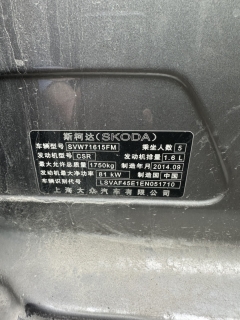 斯柯达(SKODA)
车辆型号 SVW71615FM 乘坐人数 5
发动机型号 CSR 发动机排量 1.6L
最大允许总质量 1750kg 制造年月 2014.09
发动机最大净功率 81 kW 制造国 中国
车辆识别代号 LSVAF45E1EN051710
上海大众汽车有限公司